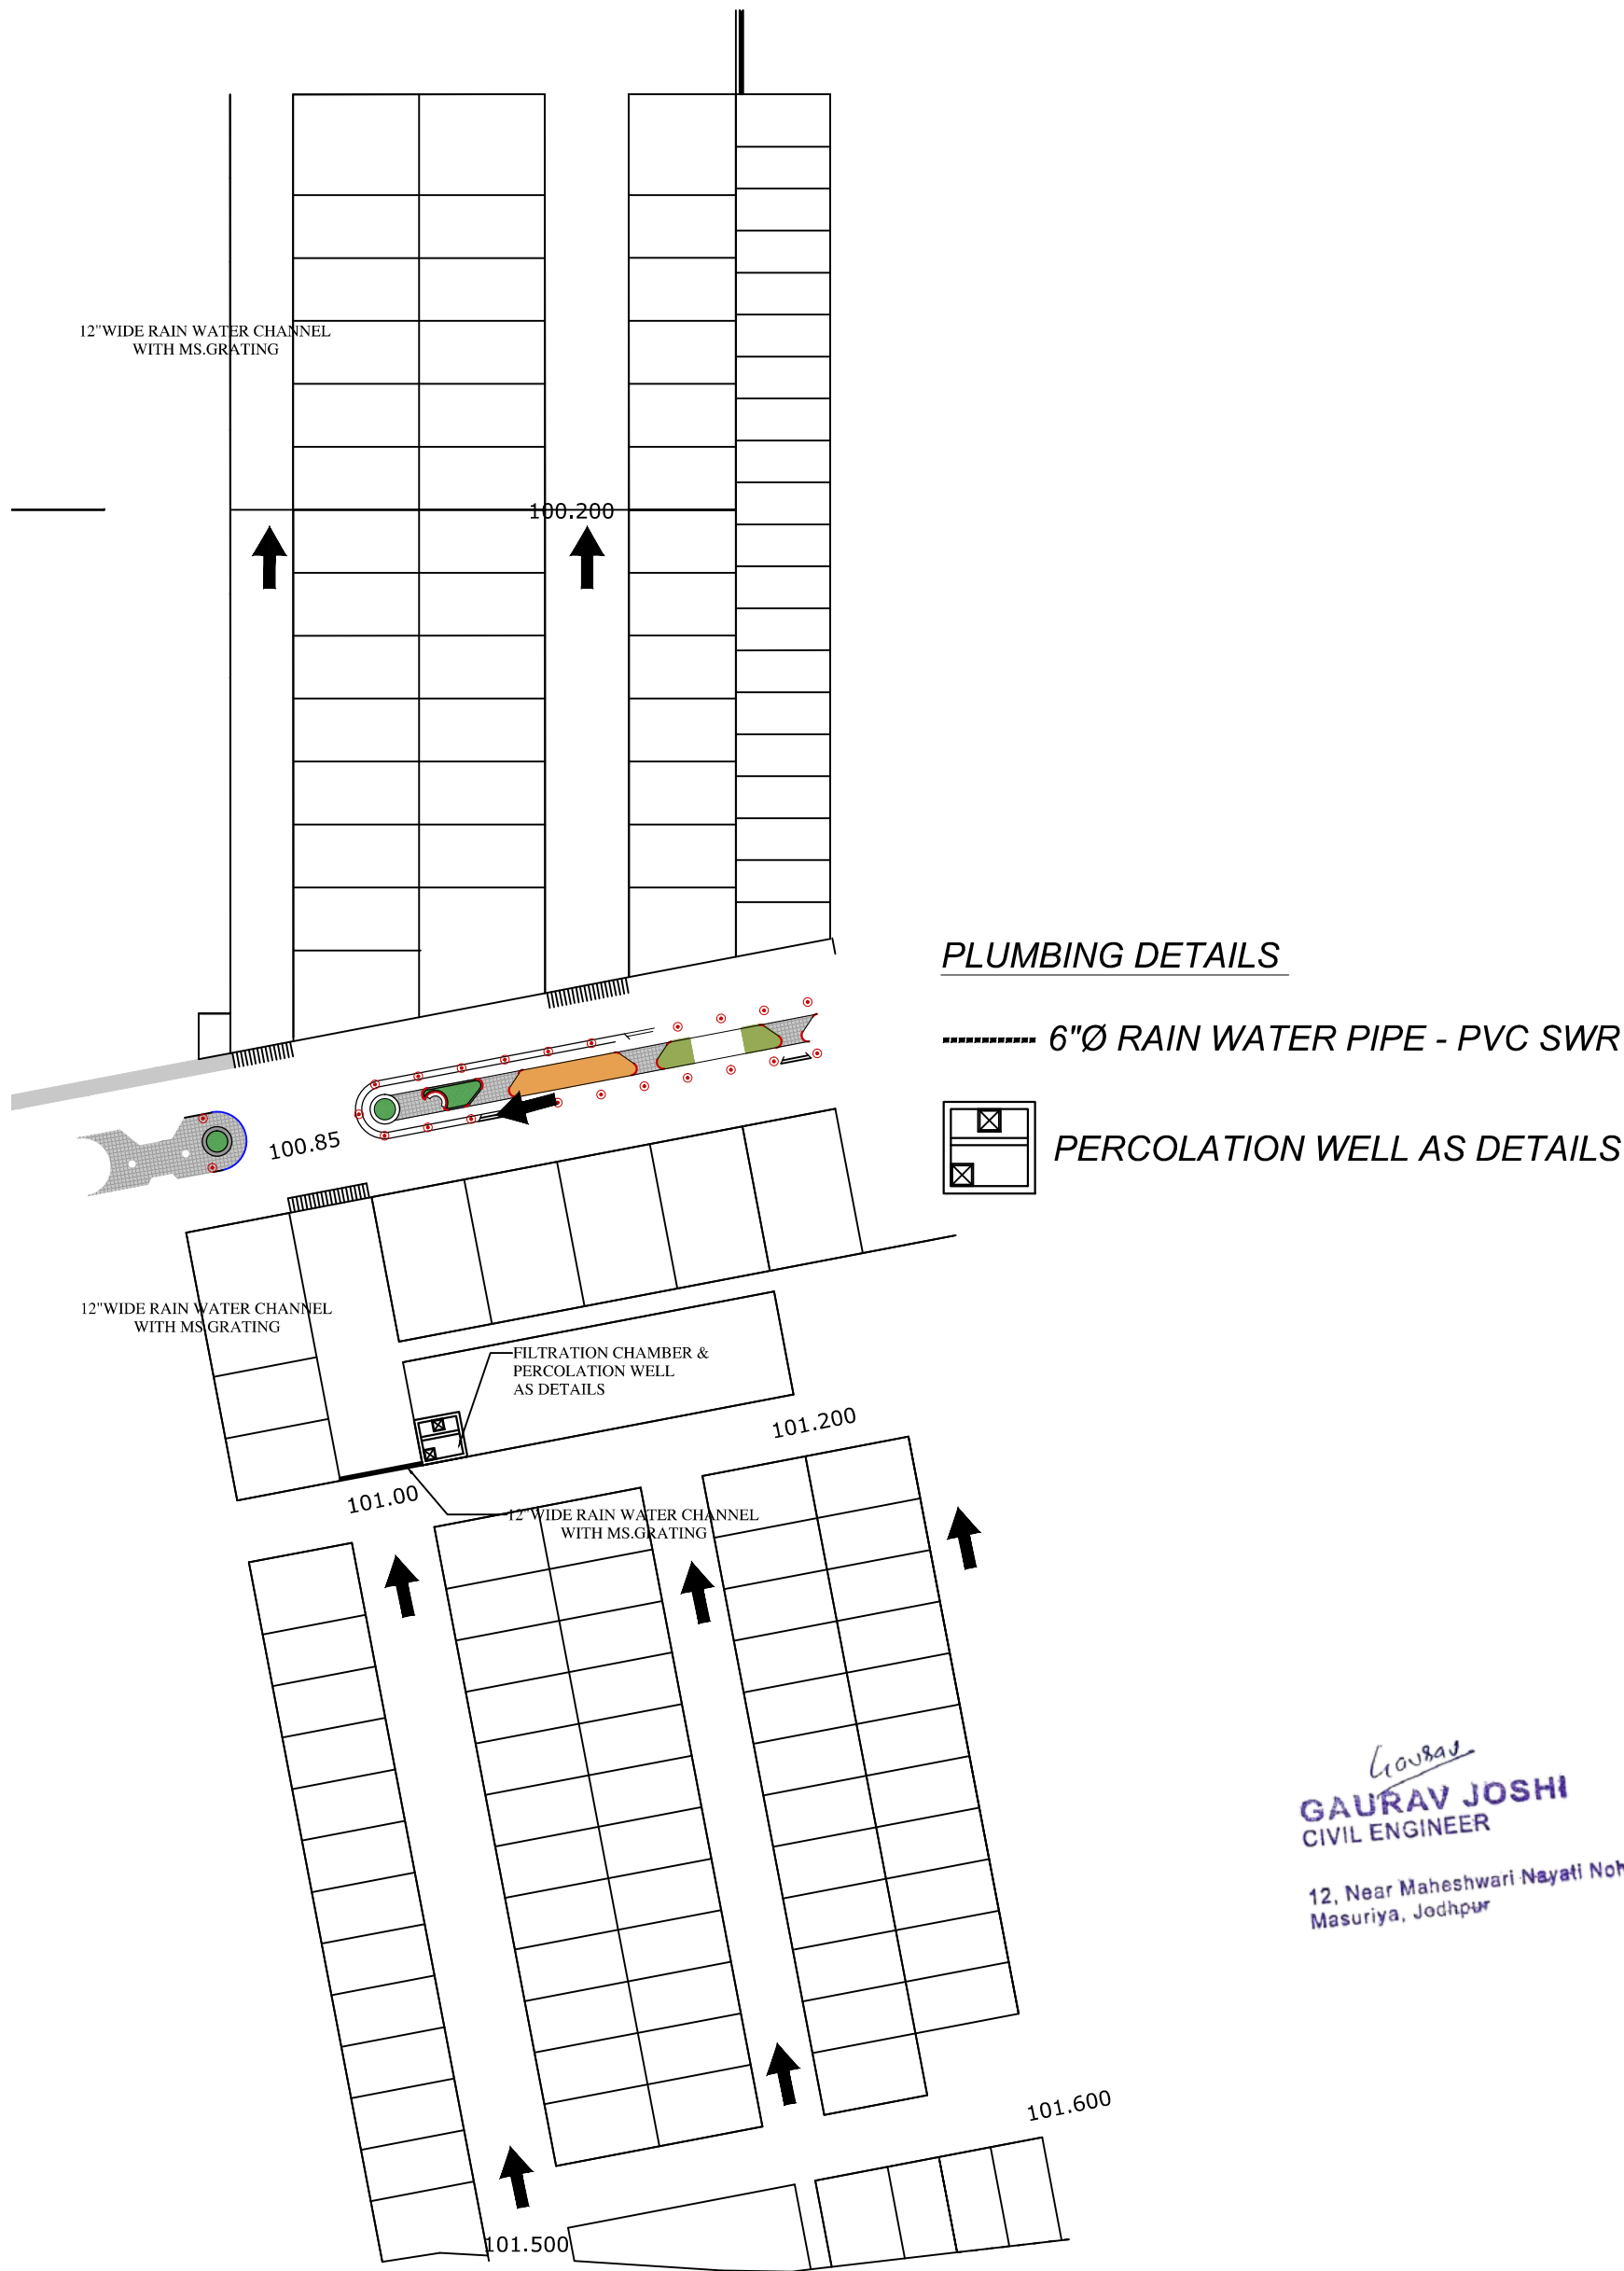 12"WIDE RAIN WATER CHANNEL
WITH MS.GRATING
100.200
PLUMBING DETAILS
6"Ø RAIN WATER PIPE - PVC SWR
100.85
PERCOLATION WELL AS DETAILS
12"WIDE RAIN WATER CHANNEL
WITH MS.GRATING
FILTRATION CHAMBER &
PERCOLATION WELL
AS DETAILS
101.200
101.00
12"WIDE RAIN WATER CHANNEL
WITH MS.GRATING
Gourav
GAURAV JOSHI
CIVIL ENGINEER
12, Near Maheshwari Nayati Noh
Masuriya, Jodhpur
101.600
101.500